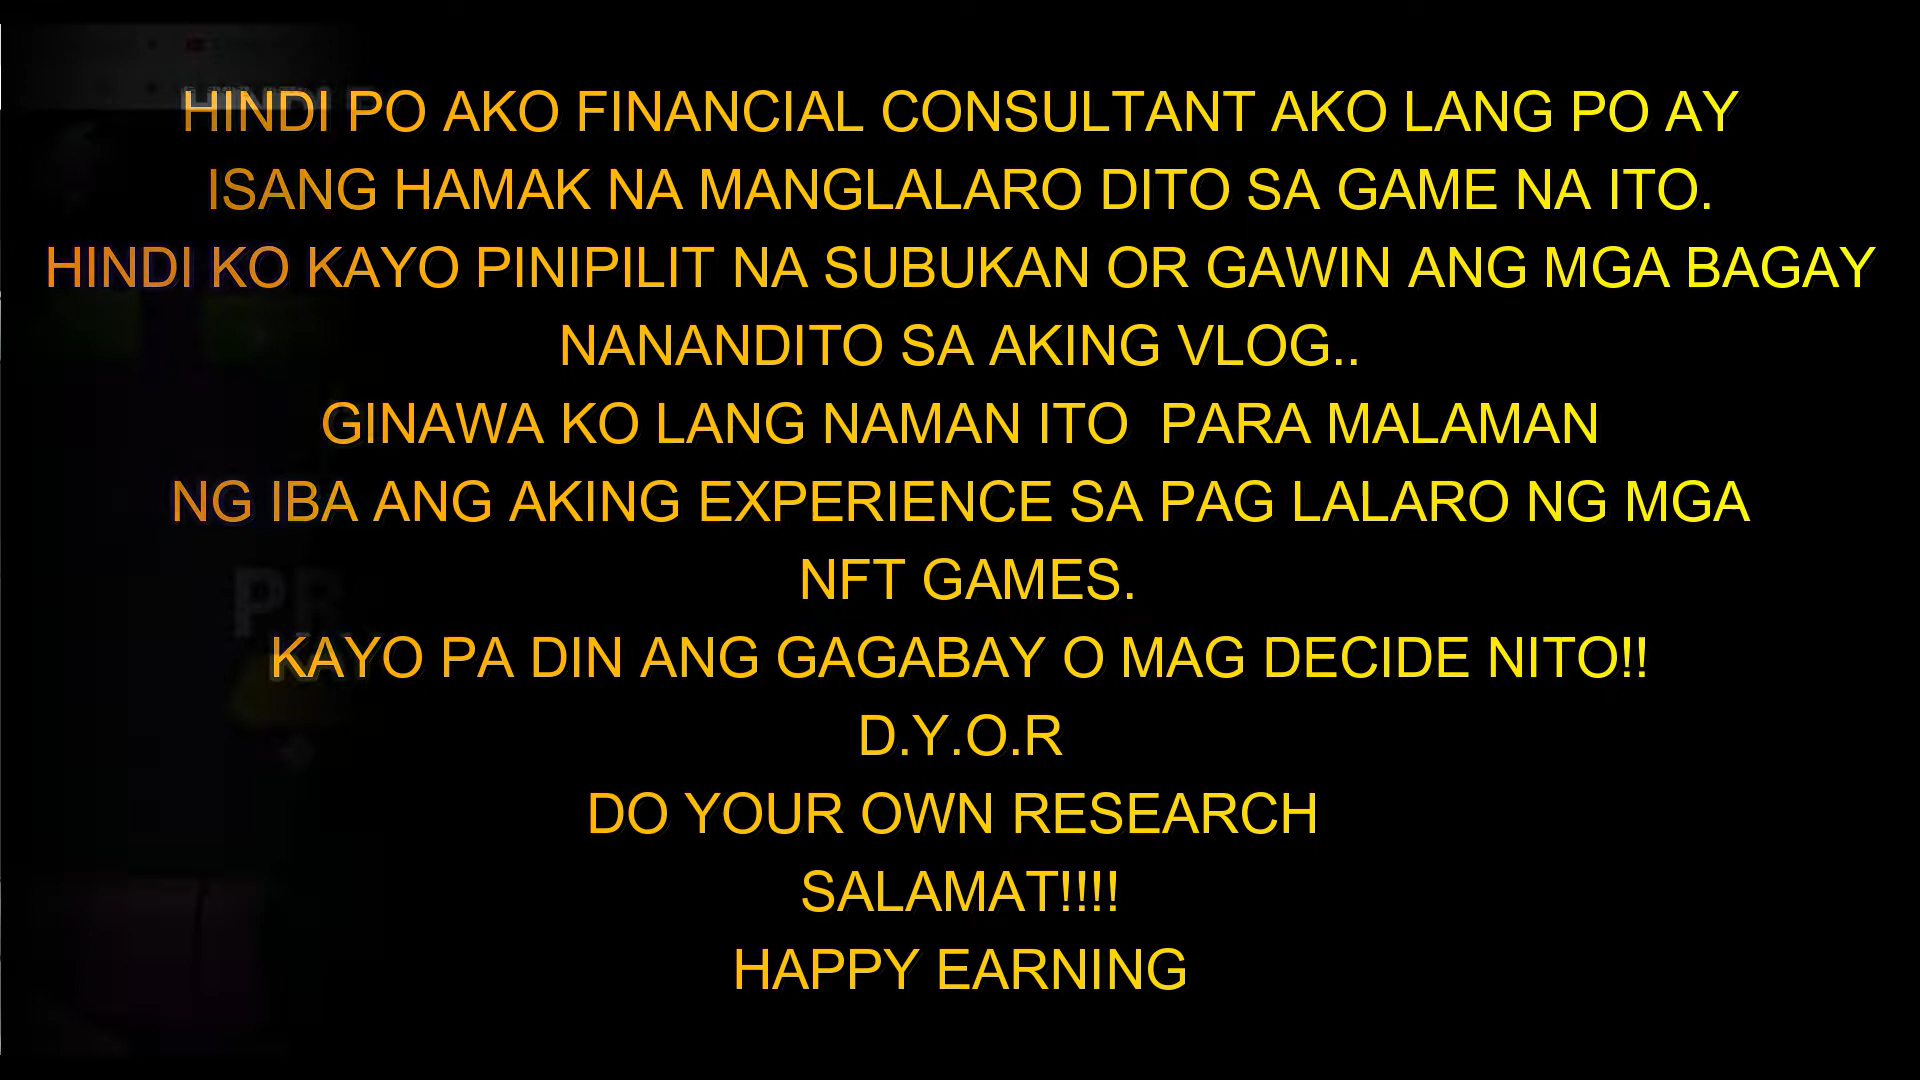 HINDI PO AKO FINANCIAL CONSULTANT AKO LANG PO AY
ISANG HAMAK NA MANGLALARO DITO SA GAME NA ITO.
HINDI KO KAYO PINIPILIT NA SUBUKAN OR GAWIN ANG MGA BAGAY
NANANDITO SA AKING VLOG..
GINAWA KO LANG NAMAN ITO  PARA MALAMAN
NG IBA ANG AKING EXPERIENCE SA PAG LALARO NG MGA
NFT GAMES.
KAYO PA DIN ANG GAGABAY O MAG DECIDE NITO!!
D.Y.O.R
DO YOUR OWN RESEARCH
SALAMAT!!!!
HAPPY EARNING